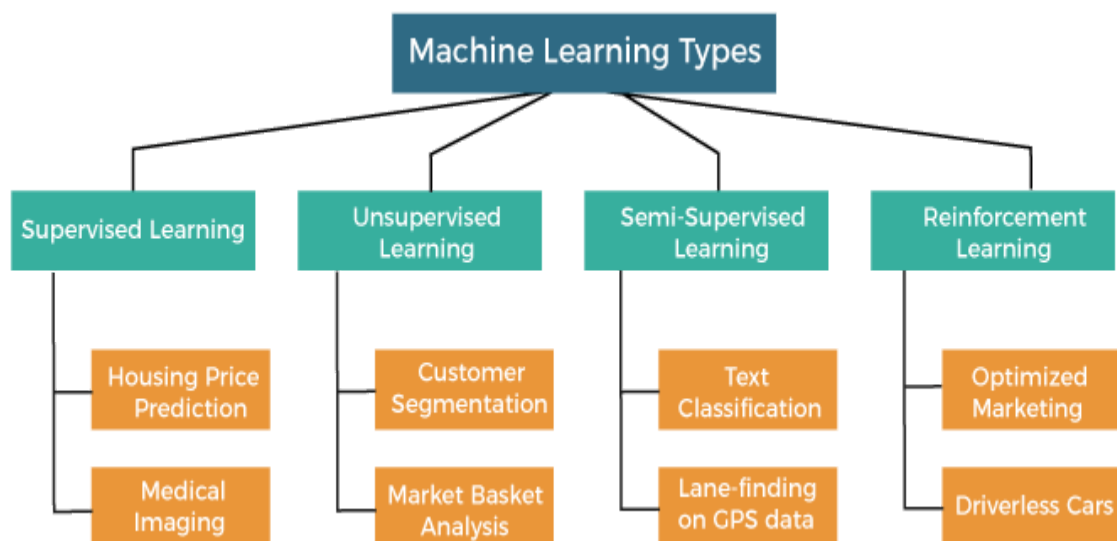 Machine Learning Types
Supervised Learning
Unsupervised
Learning
Semi-Supervised
Learning
Reinforcement
Learning
Housing Price
Prediction
Customer
Segmentation
Text
Classification
Optimized
Marketing
Medical
Imaging
Market Basket
Analysis
Lane-finding
on GPS data
Driverless Cars